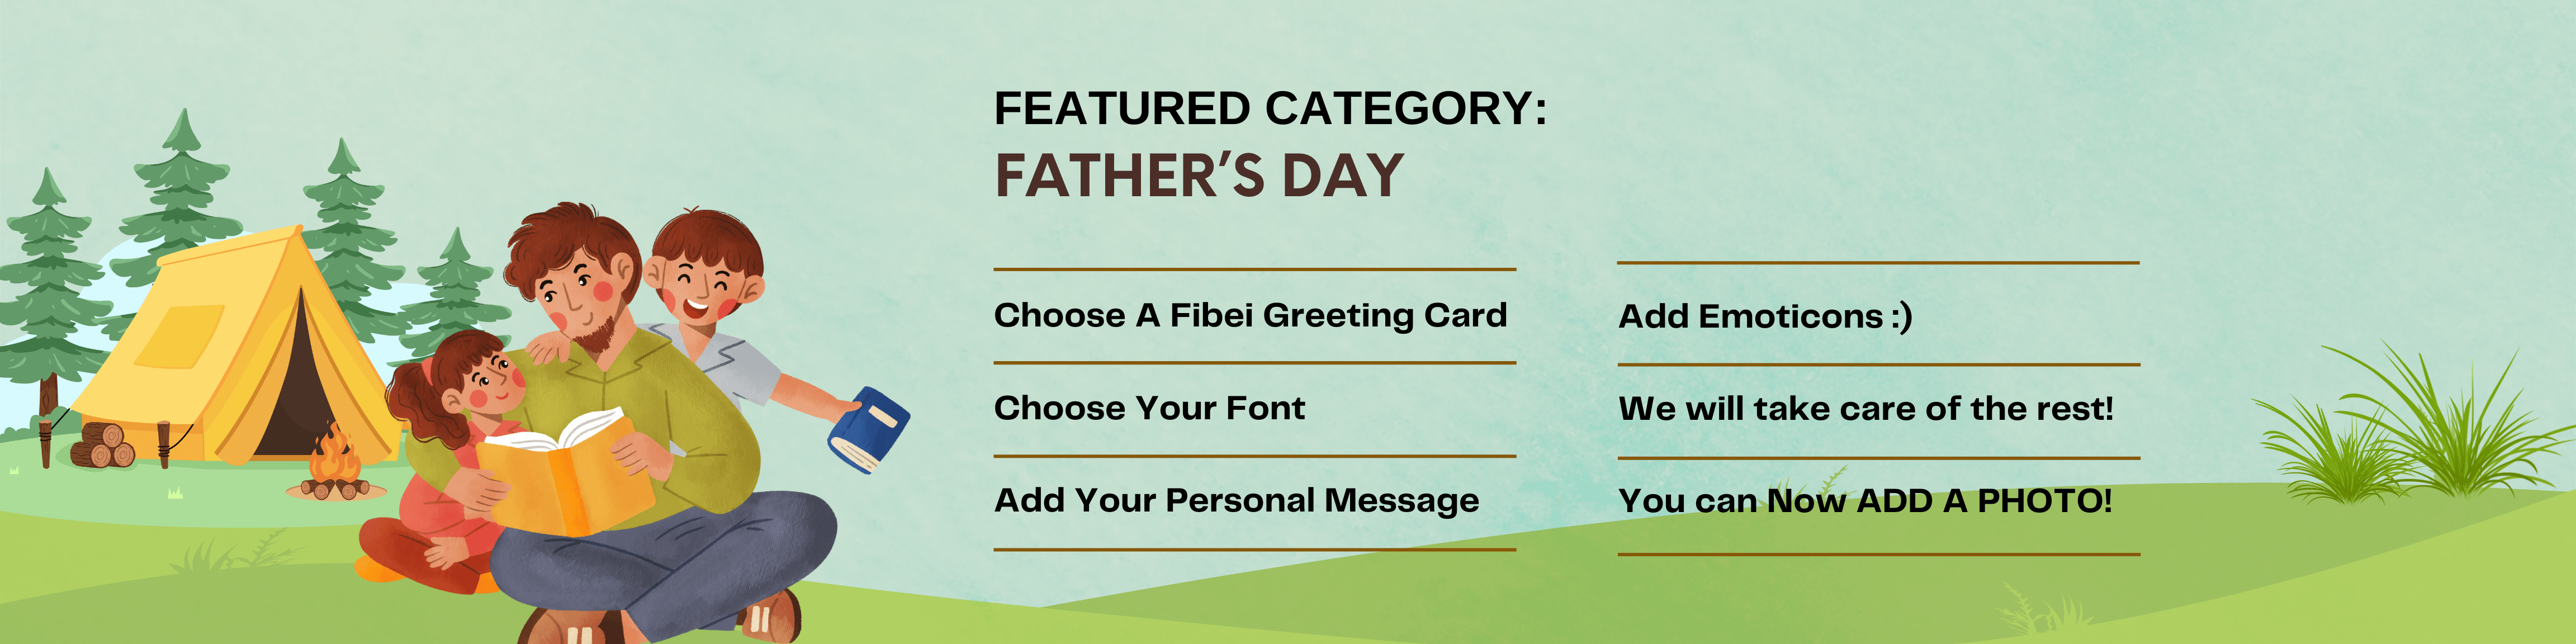 FEATURED CATEGORY:
FATHER'S DAY
Choose A Fibei Greeting Card
Choose Your Font
Add Your Personal Message
Add Emoticons :)
We will take care of the rest!
You can Now ADD A PHOTO!